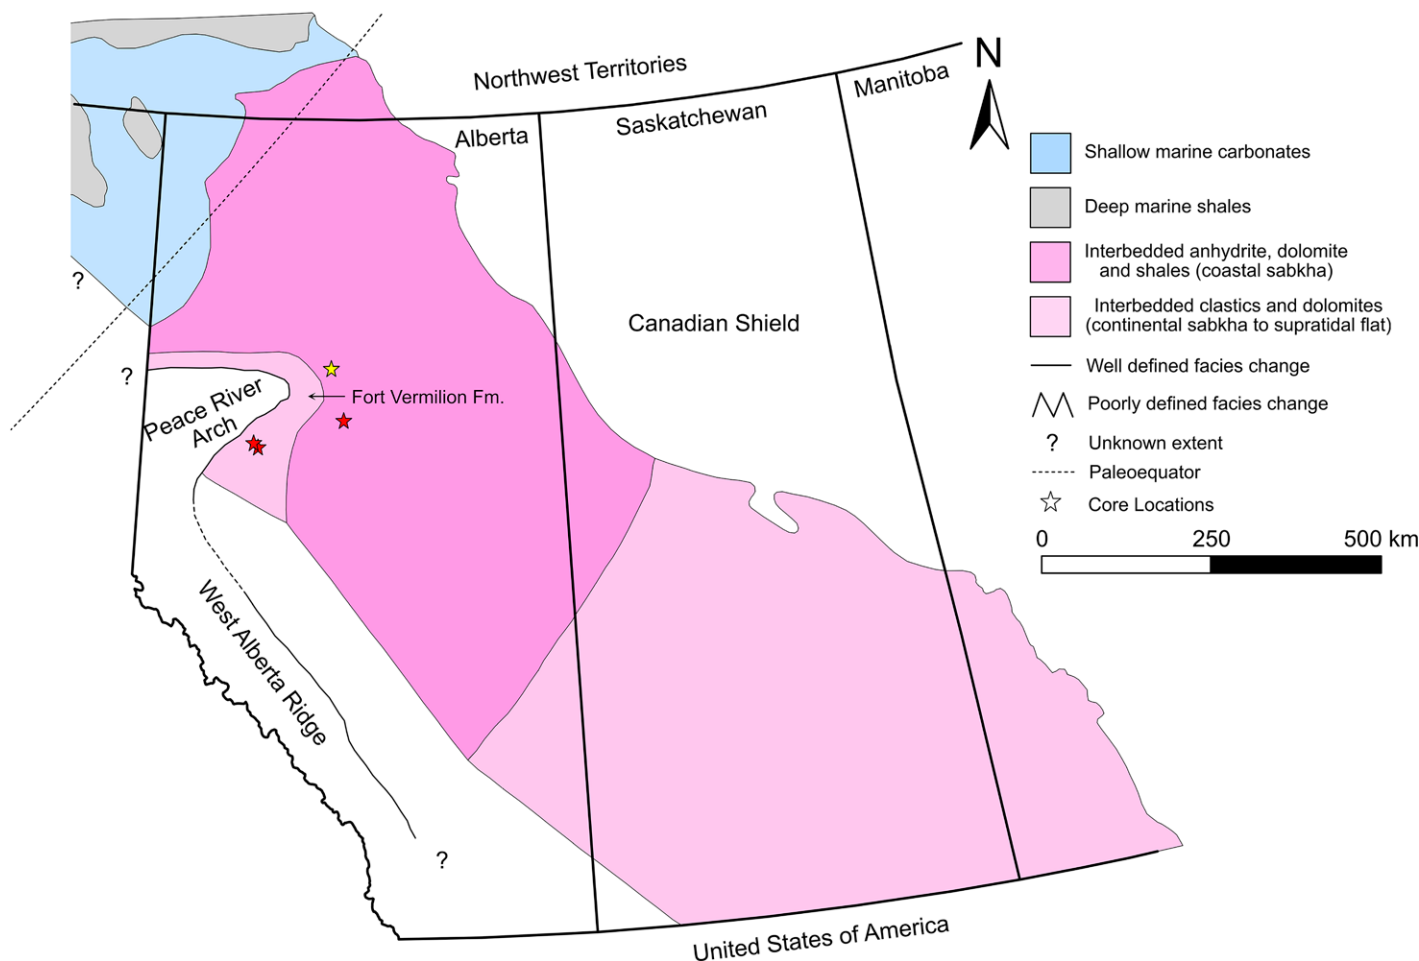 Northwest Territories
Manitoba
N
Alberta
Saskatchewan
Canadian Shield
?
?
Peace River
Arch
Fort Vermilion Fm.
West Alberta Ridge
?
United States of America
Shallow marine carbonates
Deep marine shales
Interbedded anhydrite, dolomite
and shales (coastal sabkha)
Interbedded clastics and dolomites
(continental sabkha to supratidal flat)
Well defined facies change
Poorly defined facies change
? Unknown extent
Paleoequator
Core Locations
0 250 500 km